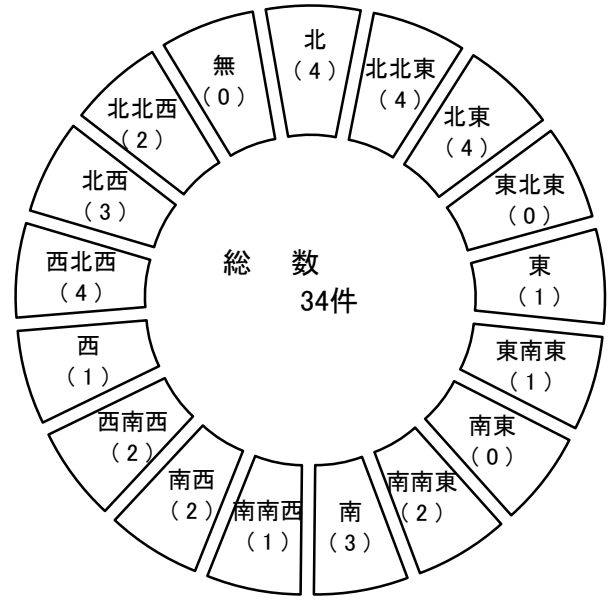 北
(4)
北北東
(4)
北東
(4)
東北東
(0)
東
(1)
東南東
(1)
南東
(0)
南南東
(2)
南
(3)
南南西
(1)
南西
(2)
西南西
(2)
西
(1)
西北西
(4)
北西
(3)
北北西
(2)
無
(0)
総 数
34件